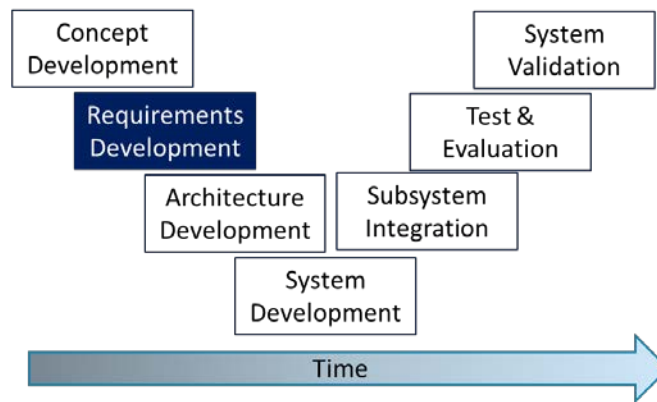 Concept
Development
Requirements
Development
Architecture
Development
System
Development
Subsystem
Integration
Test &
Evaluation
System
Validation
Time